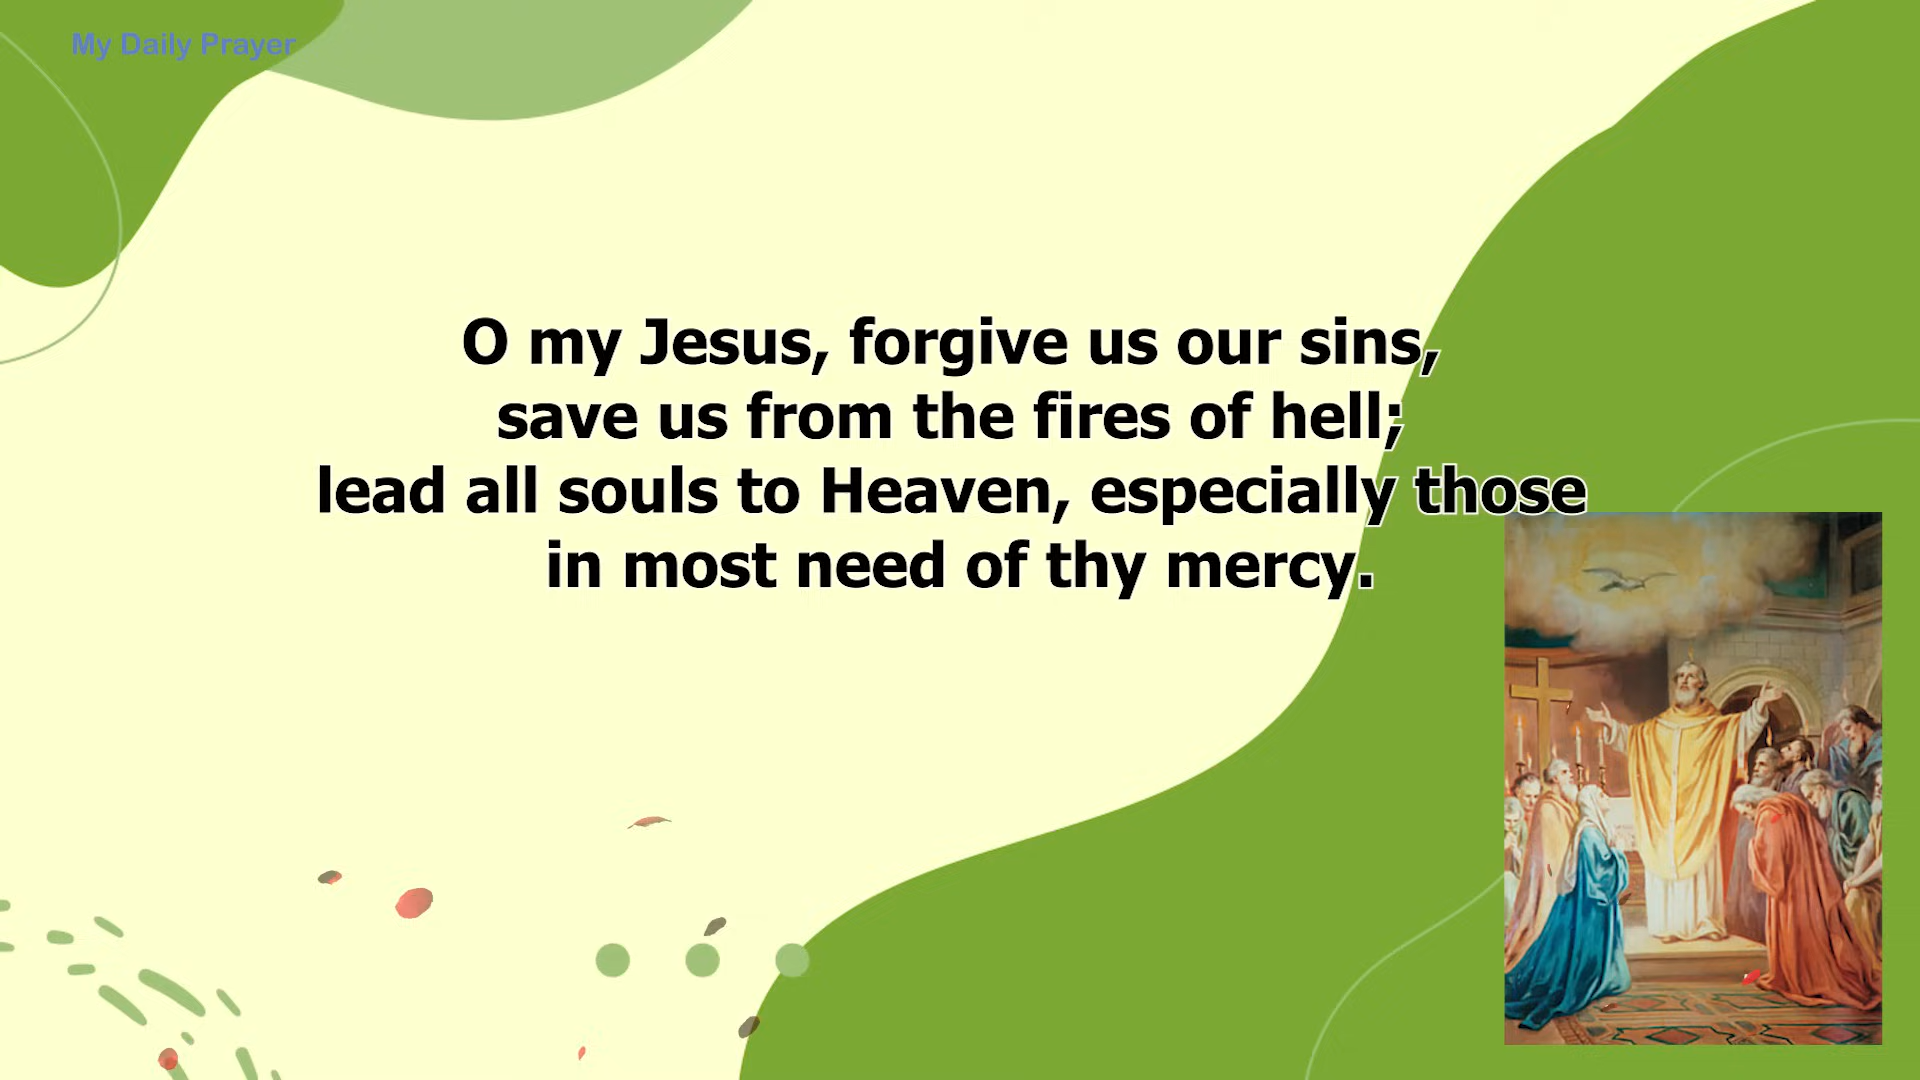 My Daily Prayer
O my Jesus, forgive us our sins,
save us from the fires of hell;
lead all souls to Heaven, especially those
in most need of thy mercy.